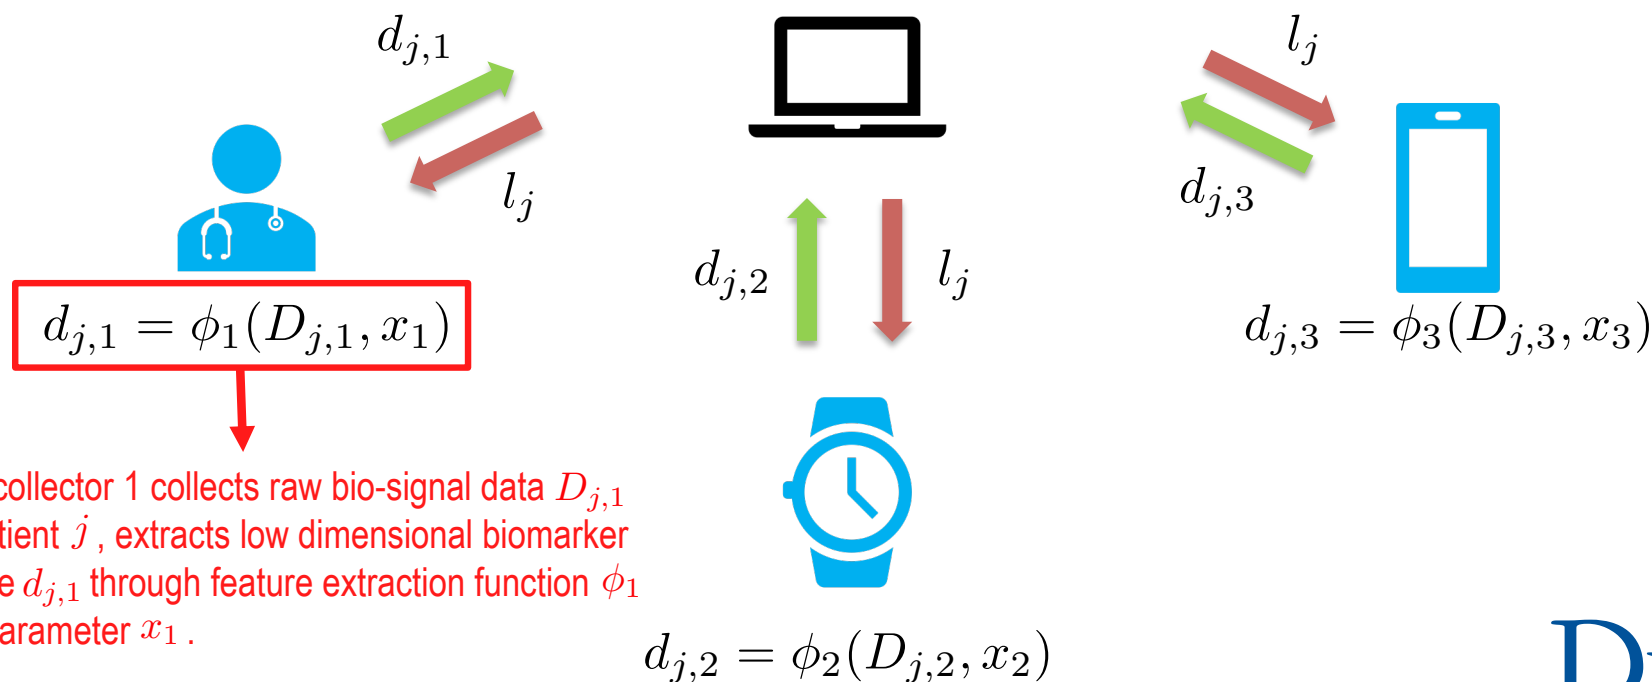 d_{j,1}
l_j
l_j
d_{j,3}
d_{j,2}
l_j
d_{j,1} = ϕ_1(D_{j,1}, x_1)
d_{j,3} = ϕ_3(D_{j,3}, x_3)
collector 1 collects raw bio-signal data D_{j,1}
tient j , extracts low dimensional biomarker
e d_{j,1} through feature extraction function ϕ_1
arameter x_1 .
d_{j,2} = ϕ_2(D_{j,2}, x_2)